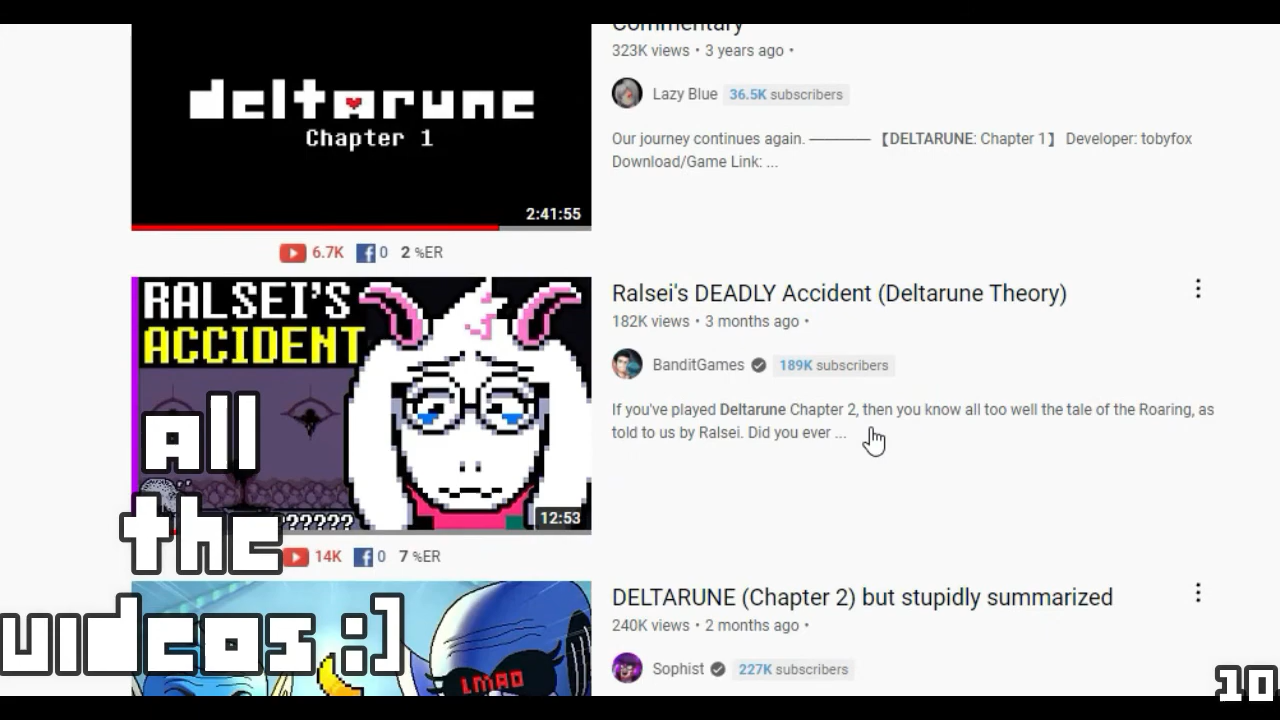 Commentary
323K views • 3 years ago •
Lazy Blue 36.5K subscribers
Our journey continues again. ———— 【DELTARUNE: Chapter 1】 Developer: tobyfox
Download/Game Link: ...
deltarune
Chapter 1
2:41:55
6.7K 0 2 %ER
RALSEI'S
ACCIDENT
??????
12:53
Ralsei's DEADLY Accident (Deltarune Theory)
182K views • 3 months ago •
BanditGames 189K subscribers
If you've played Deltarune Chapter 2, then you know all too well the tale of the Roaring, as
told to us by Ralsei. Did you ever ...
14K 0 7 %ER
all
the
videos :)
LMAO
DELTARUNE (Chapter 2) but stupidly summarized
240K views • 2 months ago •
Sophist 227K subscribers
10